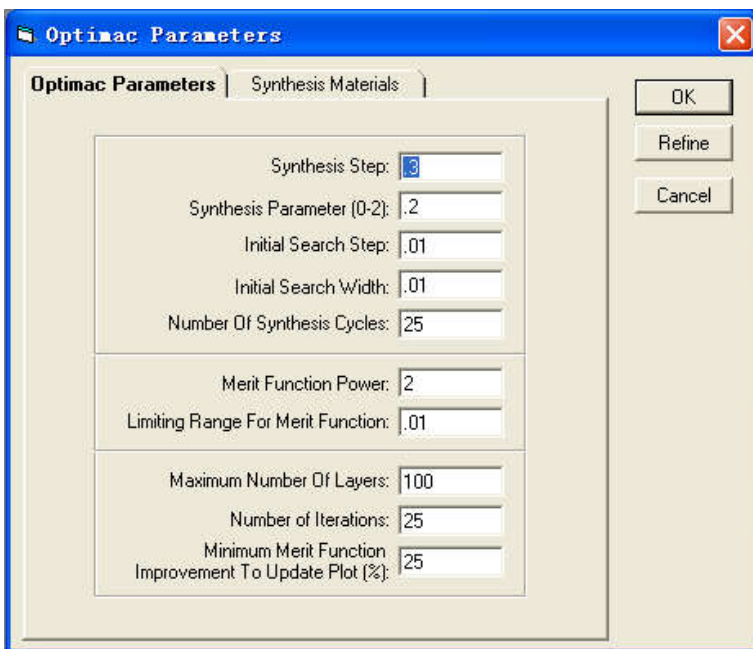 Optimac Parameters
Optimac Parameters
Synthesis Materials
OK
Refine
Cancel
Synthesis Step: .3
Synthesis Parameter (0-2): .2
Initial Search Step: .01
Initial Search Width: .01
Number Of Synthesis Cycles: 25
Merit Function Power: 2
Limiting Range For Merit Function: .01
Maximum Number Of Layers: 100
Number of Iterations: 25
Minimum Merit Function
Improvement To Update Plot (%): 25